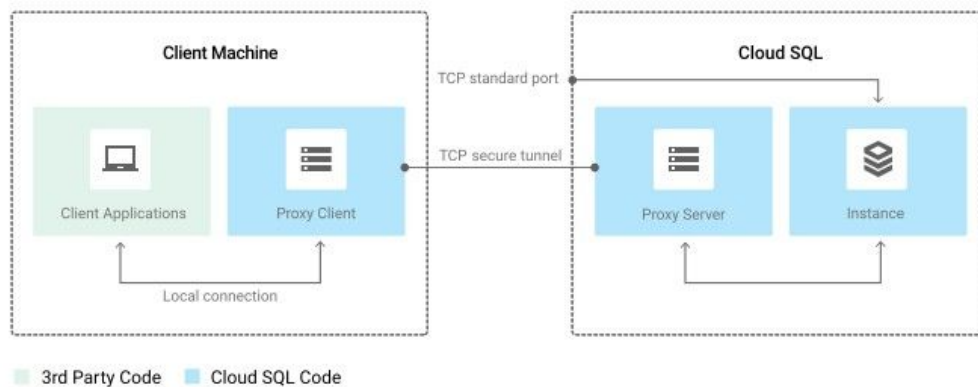 Client Machine
Cloud SQL
TCP standard port
TCP secure tunnel
Client Applications
Proxy Client
Proxy Server
Instance
Local connection
3rd Party Code
Cloud SQL Code